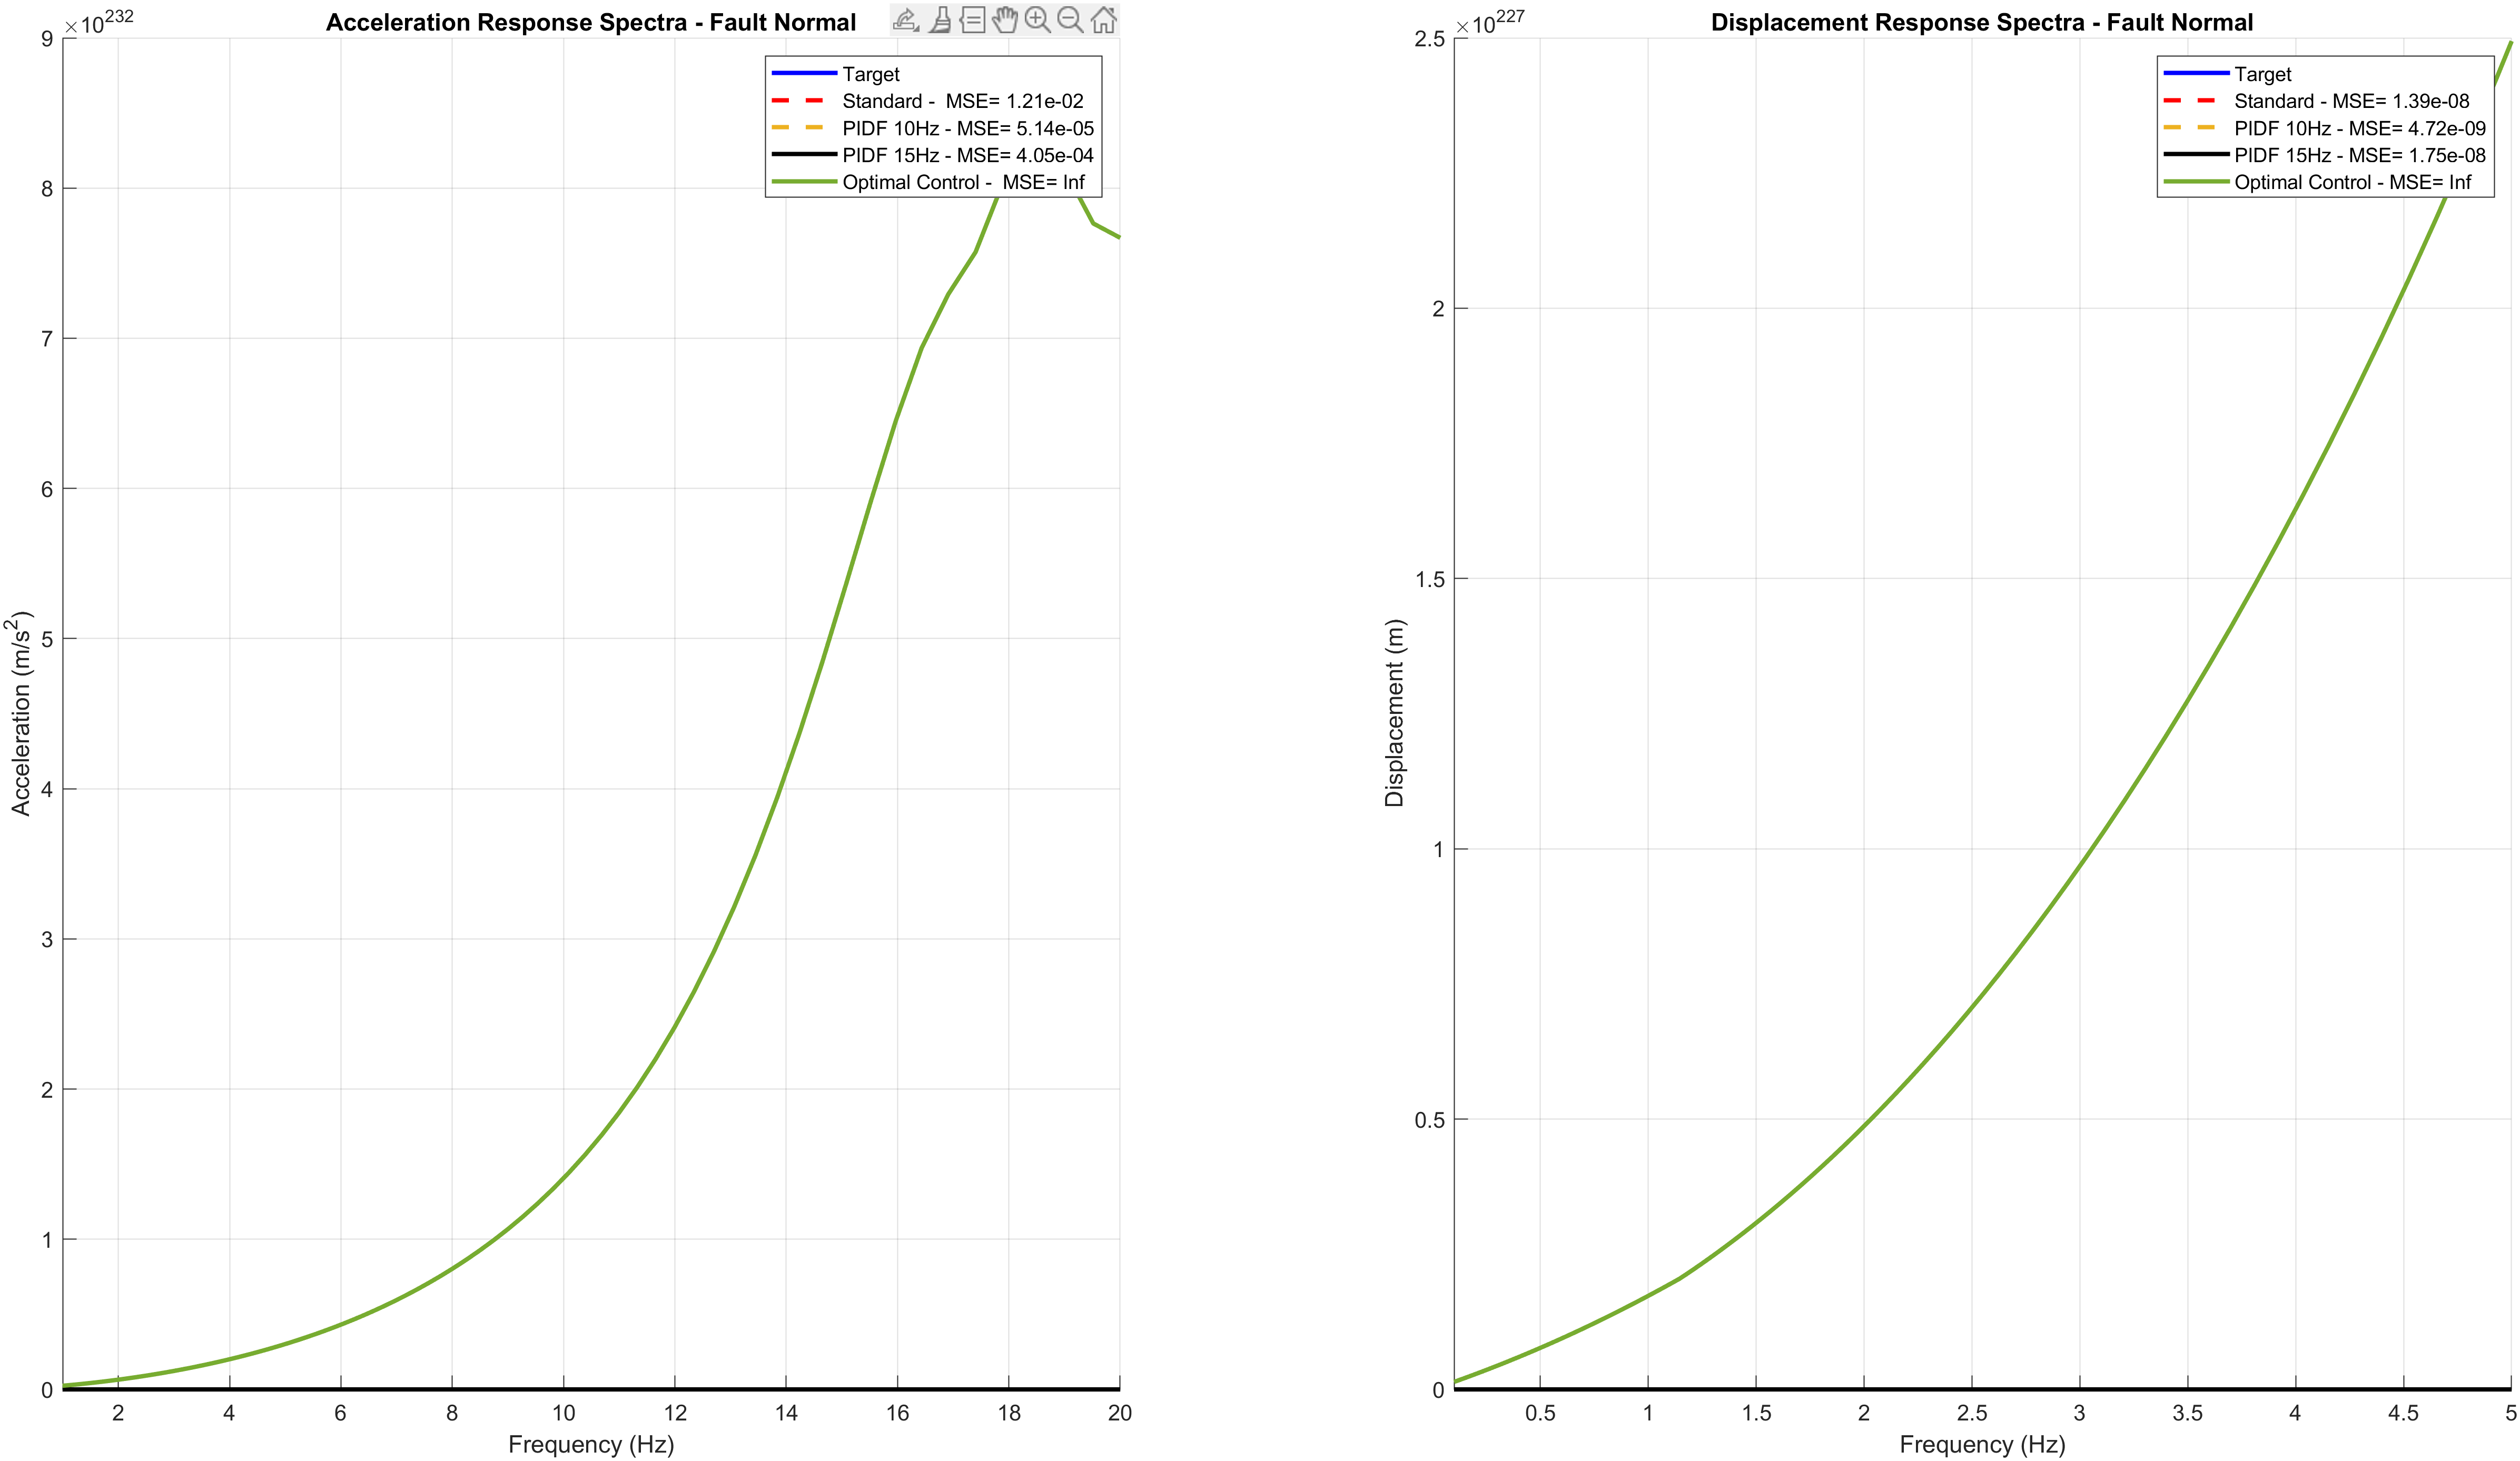 ×10^232
Acceleration Response Spectra - Fault Normal
Target
Standard -  MSE= 1.21e-02
PIDF 10Hz - MSE= 5.14e-05
PIDF 15Hz - MSE= 4.05e-04
Optimal Control -  MSE= Inf
9
8
7
6
5
4
3
2
1
0
Acceleration (m/s^2)
2 4 6 8 10 12 14 16 18 20
Frequency (Hz)
×10^227
Displacement Response Spectra - Fault Normal
Target
Standard - MSE= 1.39e-08
PIDF 10Hz - MSE= 4.72e-09
PIDF 15Hz - MSE= 1.75e-08
Optimal Control - MSE= Inf
2.5
2
1.5
1
0.5
0
Displacement (m)
0.5 1 1.5 2 2.5 3 3.5 4 4.5 5
Frequency (Hz)